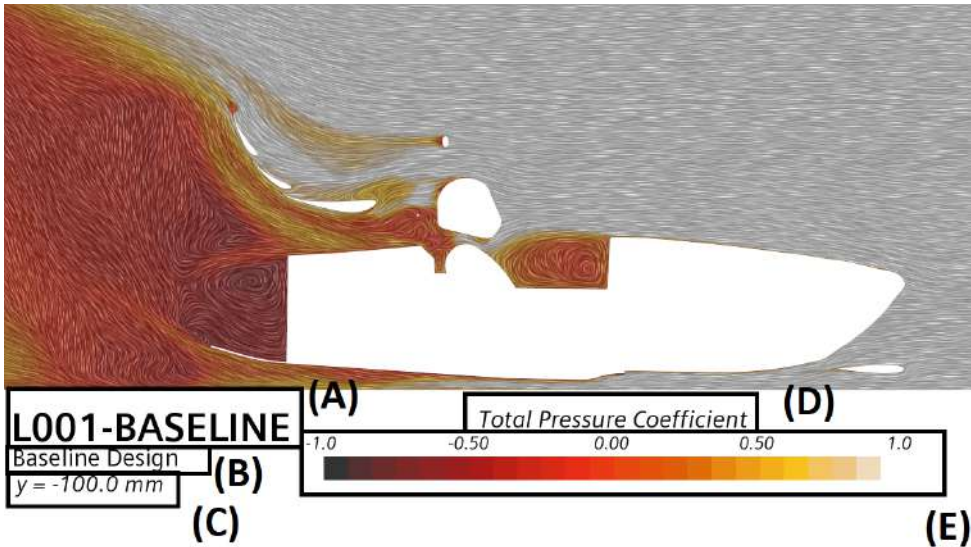 (A)
L001-BASELINE
Total Pressure Coefficient (D)
-1.0 -0.50 0.00 0.50 1.0
Baseline Design
(B)
y = -100.0 mm
(C)
(E)